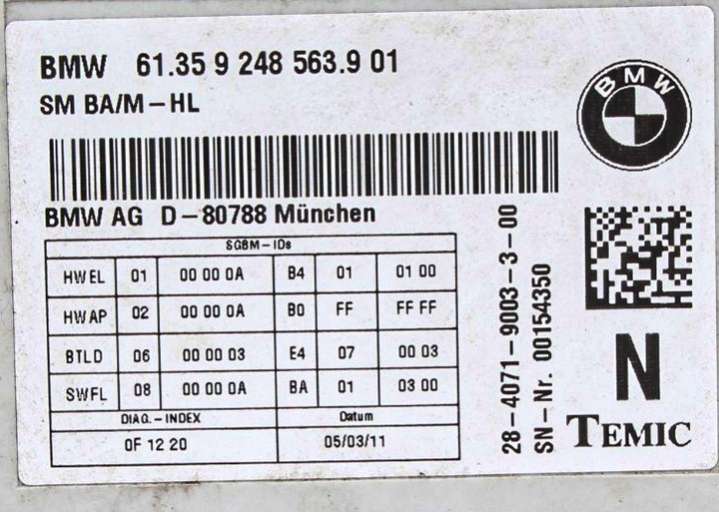 BMW 61.35 9 248 563.9 01
SM BA/M-HL
BMW
BMW AG D-80788 München
SGBM-IDs
HWEL 01 00 00 0A B4 01 01 00
HWAP 02 00 00 0A B0 FF FF FF
BTLD 06 00 00 03 E4 07 00 03
SWFL 08 00 00 0A BA 01 03 00
DIAG.-INDEX Datum
0F 12 20 05/03/11
28-4071-9003-3-00
SN-Nr. 00154350
N
TEMIC